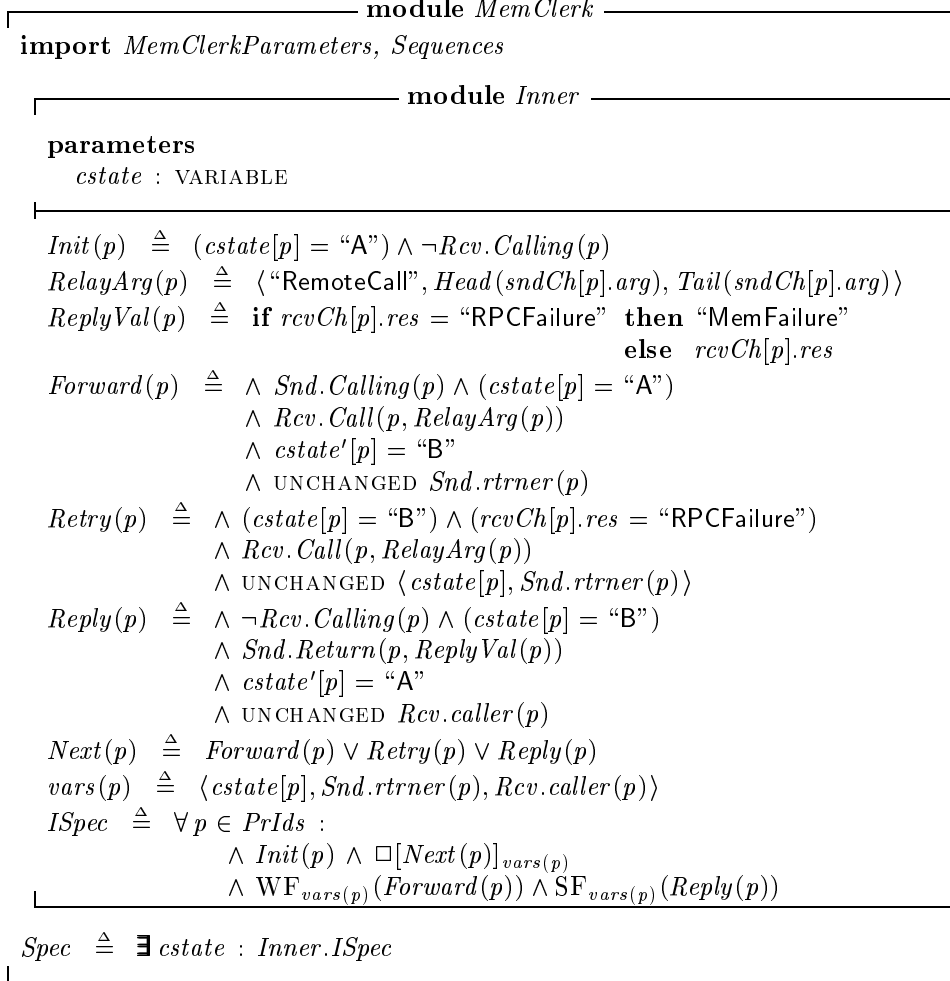 module MemClerk
import MemClerkParameters, Sequences
module Inner
parameters
cstate : VARIABLE
Init(p) ≜ (cstate[p] = “A”) ∧ ¬Rcv.Calling(p)
RelayArg(p) ≜ ⟨“RemoteCall”, Head(sndCh[p].arg), Tail(sndCh[p].arg)⟩
ReplyVal(p) ≜ if rcvCh[p].res = “RPCFailure” then “MemFailure”
else rcvCh[p].res
Forward(p) ≜ ∧ Snd.Calling(p) ∧ (cstate[p] = “A”)
∧ Rcv.Call(p, RelayArg(p))
∧ cstate′[p] = “B”
∧ UNCHANGED Snd.rtrner(p)
Retry(p) ≜ ∧ (cstate[p] = “B”) ∧ (rcvCh[p].res = “RPCFailure”)
∧ Rcv.Call(p, RelayArg(p))
∧ UNCHANGED ⟨cstate[p], Snd.rtrner(p)⟩
Reply(p) ≜ ∧ ¬Rcv.Calling(p) ∧ (cstate[p] = “B”)
∧ Snd.Return(p, ReplyVal(p))
∧ cstate′[p] = “A”
∧ UNCHANGED Rcv.caller(p)
Next(p) ≜ Forward(p) ∨ Retry(p) ∨ Reply(p)
vars(p) ≜ ⟨cstate[p], Snd.rtrner(p), Rcv.caller(p)⟩
ISpec ≜ ∀ p ∈ PrIds :
∧ Init(p) ∧ □[Next(p)]vars(p)
∧ WFvars(p)(Forward(p)) ∧ SFvars(p)(Reply(p))
Spec ≜ ∃ cstate : Inner.ISpec